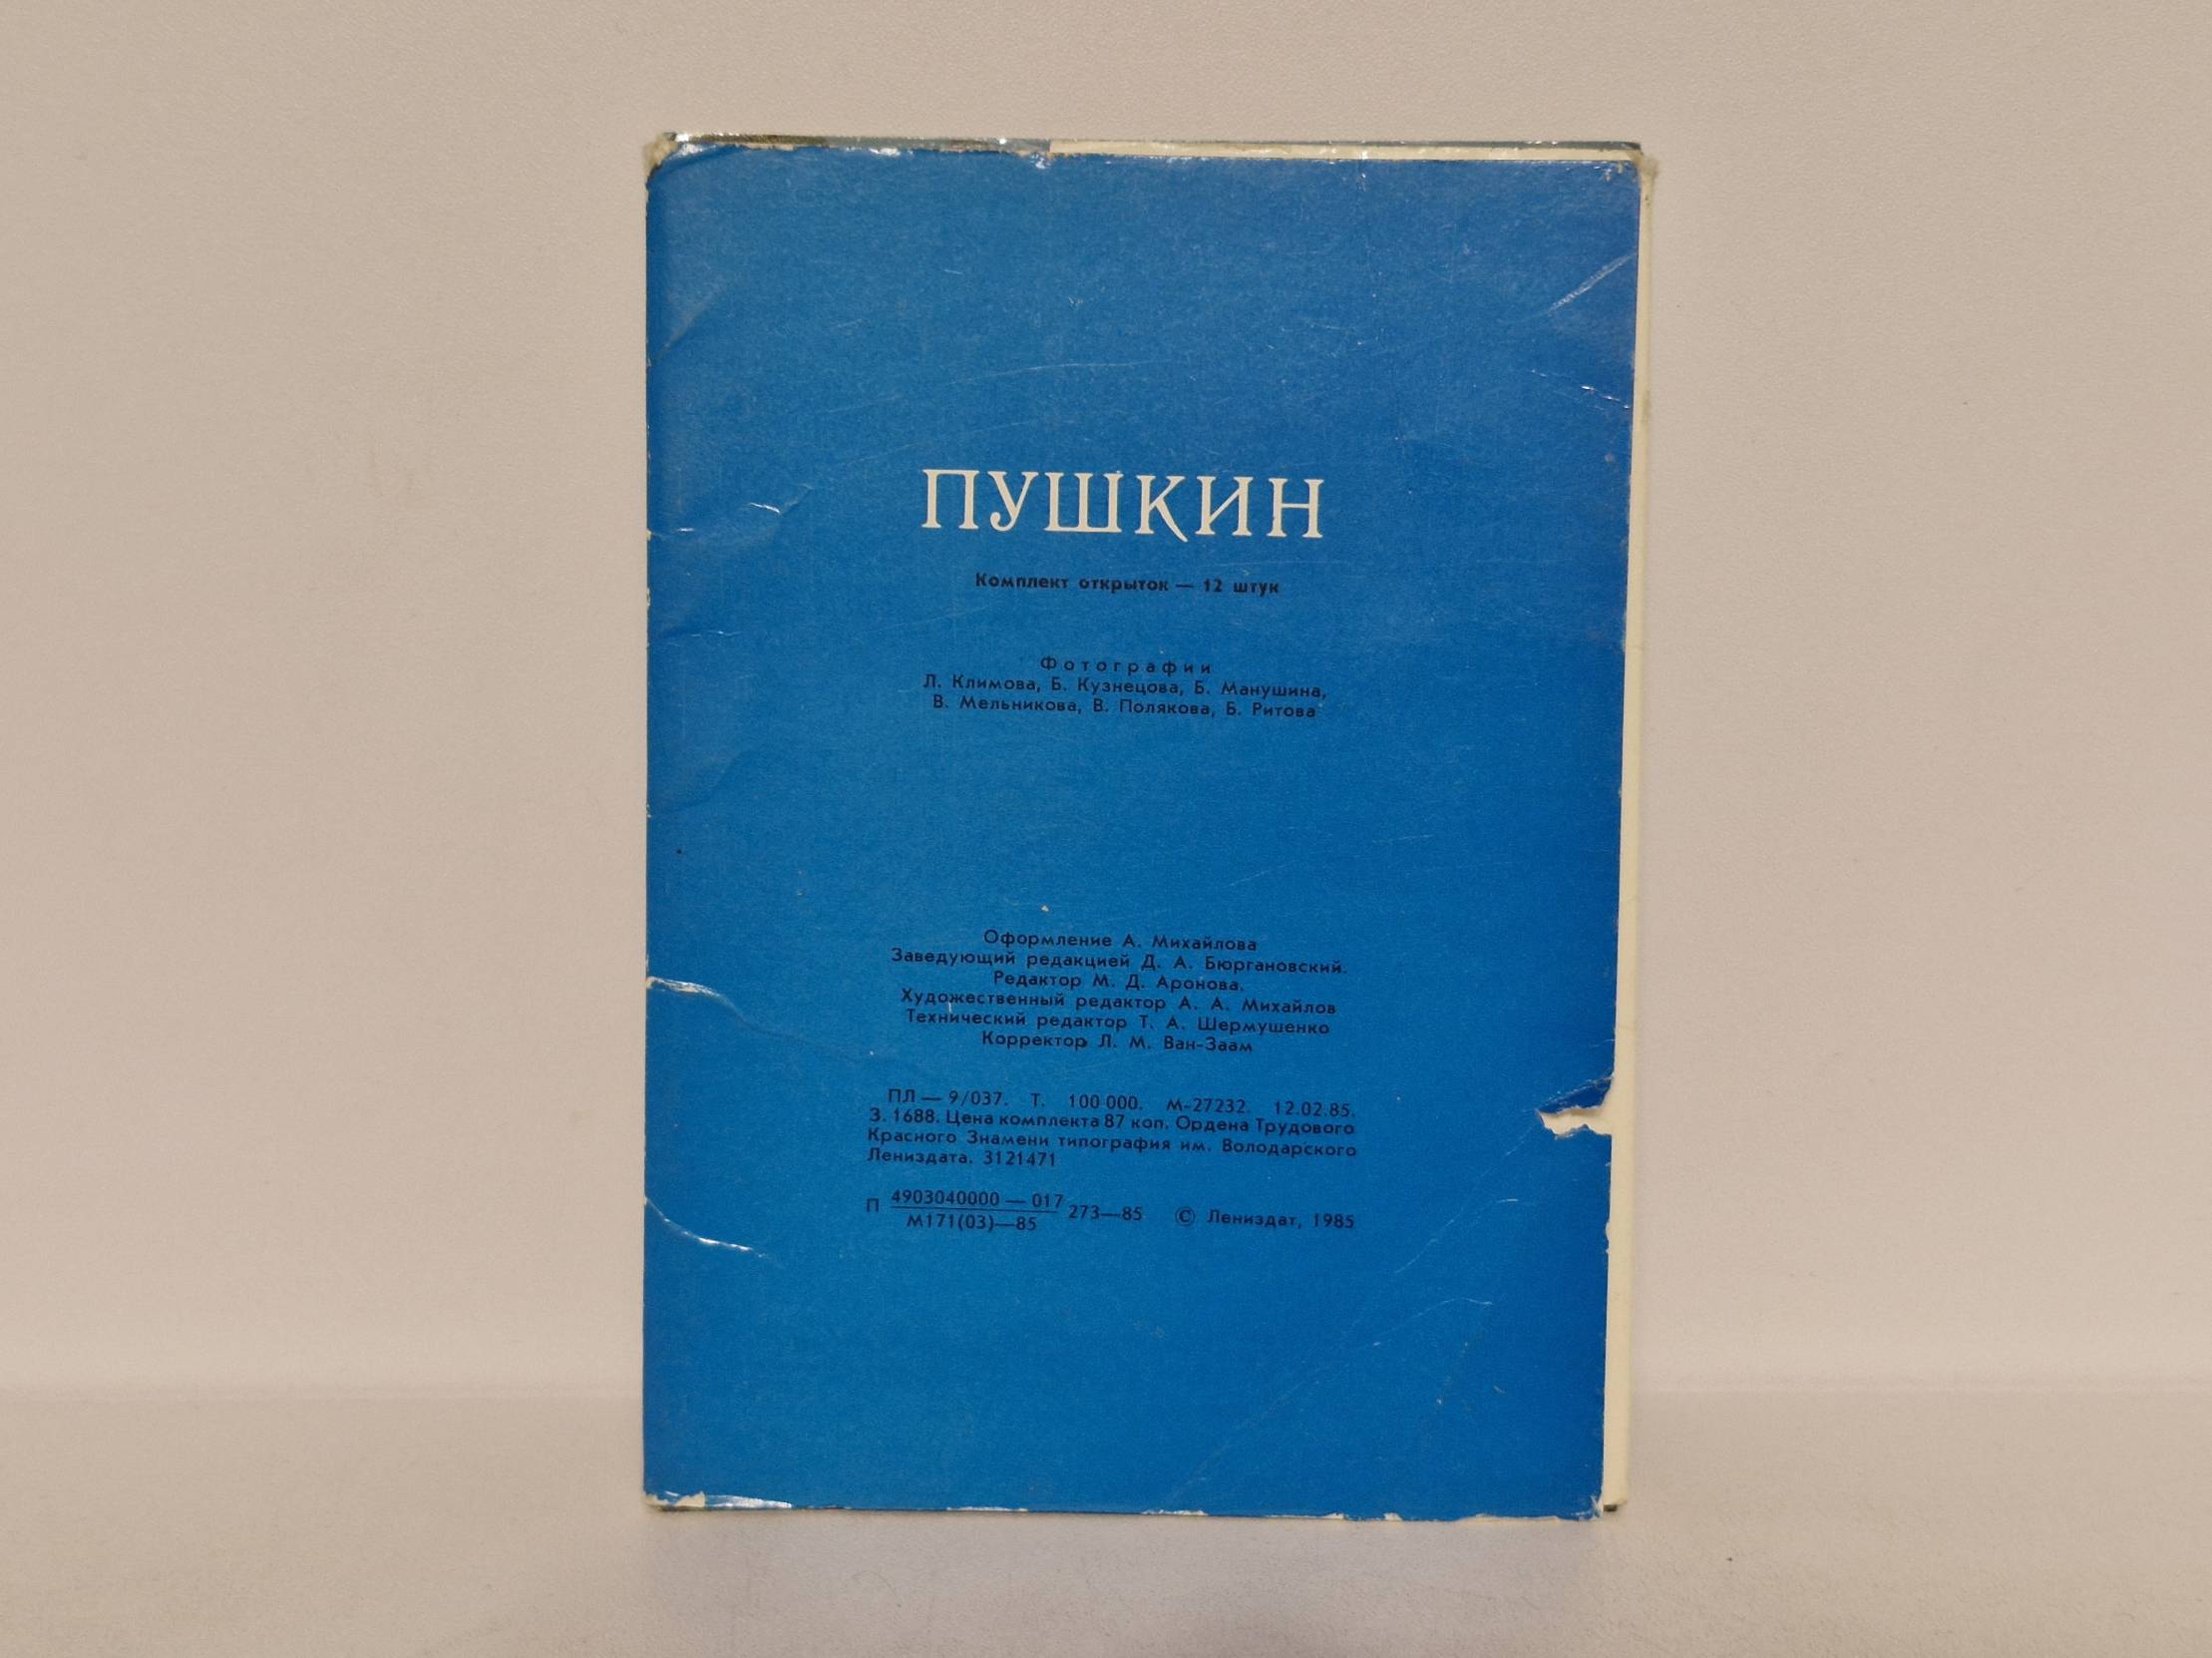 ПУШКИН
Комплект открыток — 12 штук
Фотографии
Л. Климова, Б. Кузнецова, Б. Манушина,
В. Мельникова, В. Полякова, Б. Ритова
Оформление А. Михайлова
Заведующий редакцией Д. А. Бюргановский.
Редактор М. Д. Аронова.
Художественный редактор А. А. Михайлов
Технический редактор Т. А. Шермушенко
Корректор Л. М. Ван-Заам
ПЛ — 9/037. Т. 100 000. М-27232. 12.02.85.
З. 1688. Цена комплекта 87 коп. Ордена Трудового
Красного Знамени типография им. Володарского
Лениздата. 3121471
П 4903040000 — 017 273—85 © Лениздат, 1985
М171(03)—85